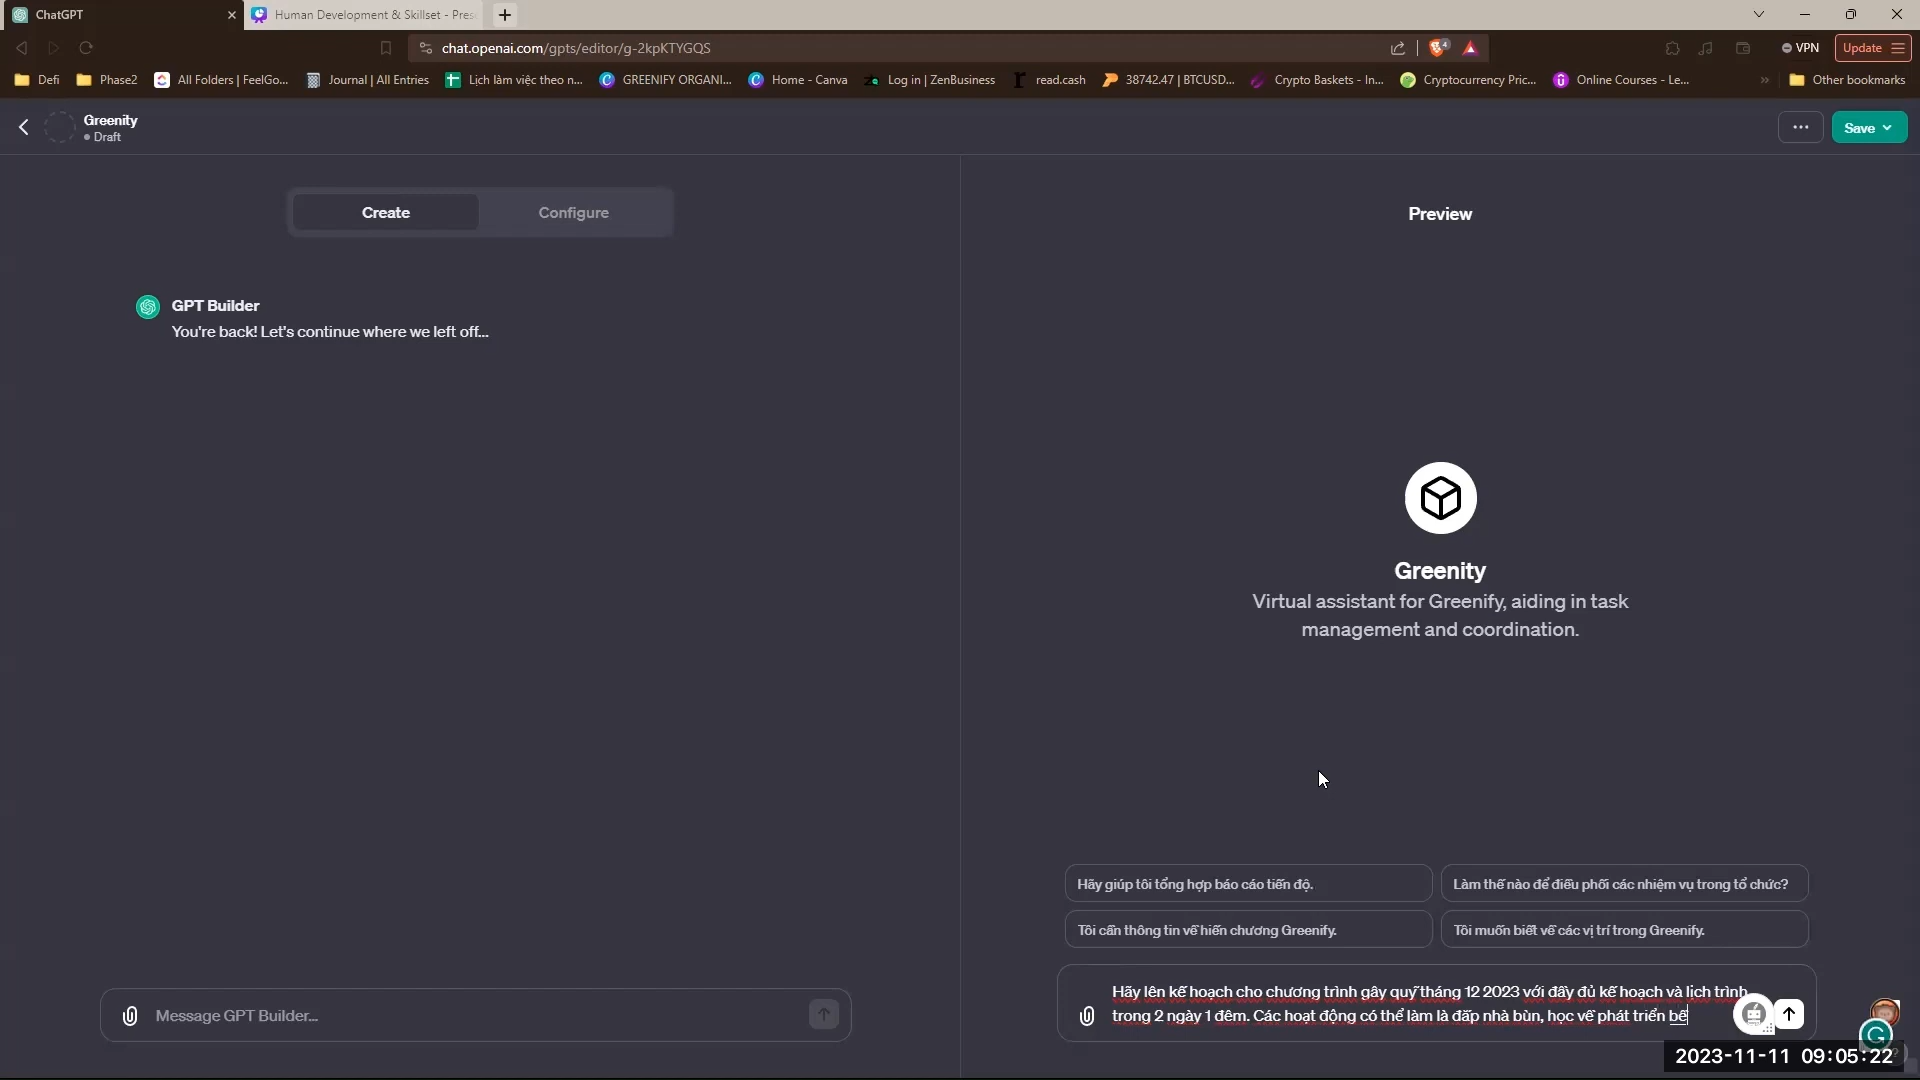 ChatGPT
Human Development & Skillset - Pres
chat.openai.com/gpts/editor/g-2kpKTYGQS
4
VPN
Update
Defi
Phase2
All Folders | FeelGo...
Journal | All Entries
Lịch làm việc theo n...
GREENIFY ORGANI...
Home - Canva
Log in | ZenBusiness
read.cash
38742.47 | BTCUSD...
Crypto Baskets - In...
Cryptocurrency Pric...
Online Courses - Le...
Other bookmarks
Greenity
Draft
Save
Create
Configure
Preview
GPT Builder
You're back! Let's continue where we left off...
Greenity
Virtual assistant for Greenify, aiding in task
management and coordination.
Hãy giúp tôi tổng hợp báo cáo tiến độ.
Làm thế nào để điều phối các nhiệm vụ trong tổ chức?
Tôi cần thông tin về hiến chương Greenify.
Tôi muốn biết về các vị trí trong Greenify.
Message GPT Builder...
Hãy lên kế hoạch cho chương trình gây quỹ tháng 12 2023 với đầy đủ kế hoạch và lịch trình
trong 2 ngày 1 đêm. Các hoạt động có thể làm là đắp nhà bùn, học về phát triển bề
2023-11-11 09:05:22